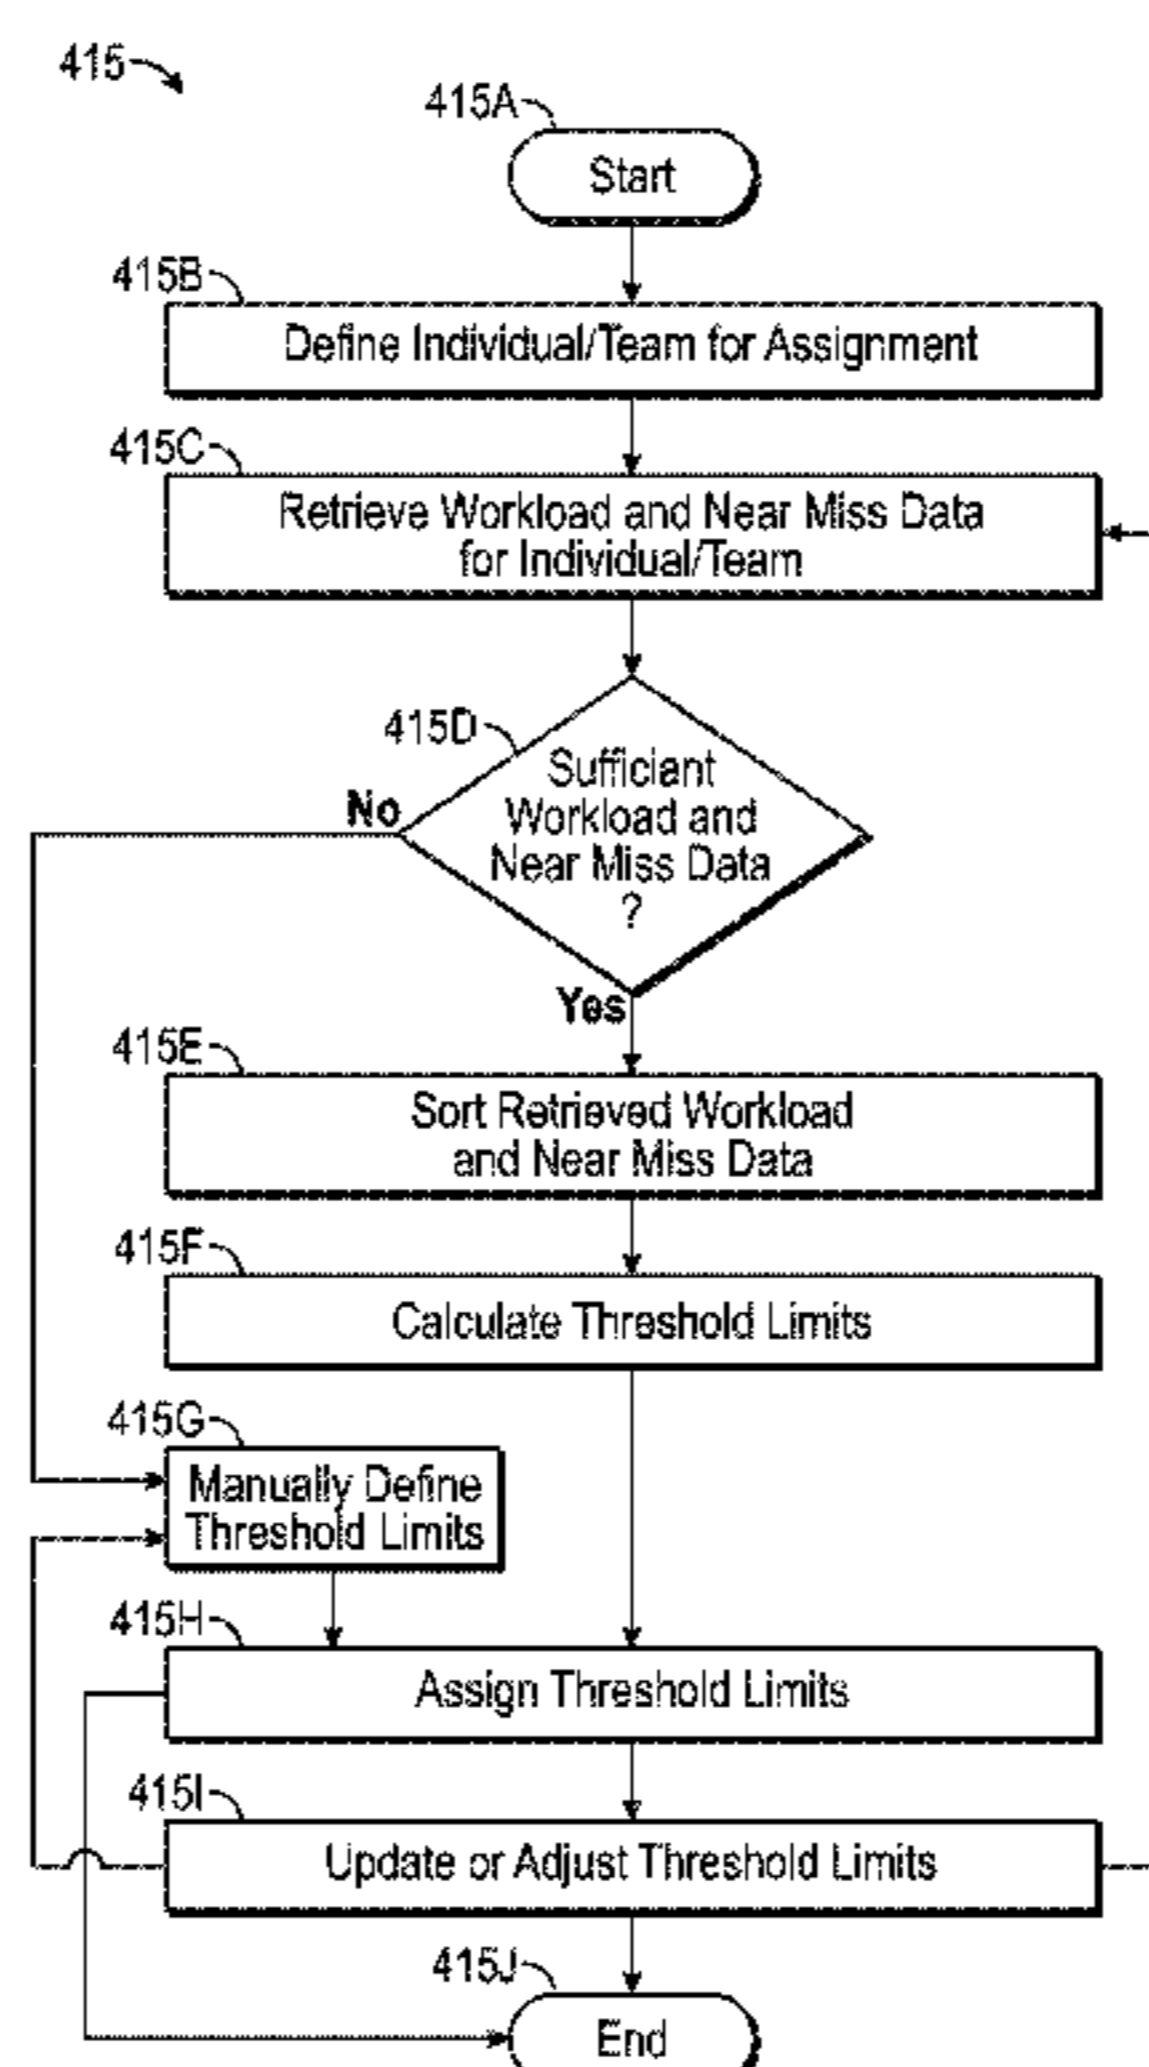 415
415A
Start
415B
Define Individual/Team for Assignment
415C
Retrieve Workload and Near Miss Data
for Individual/Team
415D
Sufficiant
Workload and
Near Miss Data
?
No
Yes
415E
Sort Retrieved Workload
and Near Miss Data
415F
Calculate Threshold Limits
415G
Manually Define
Threshold Limits
415H
Assign Threshold Limits
415I
Update or Adjust Threshold Limits
415J
End